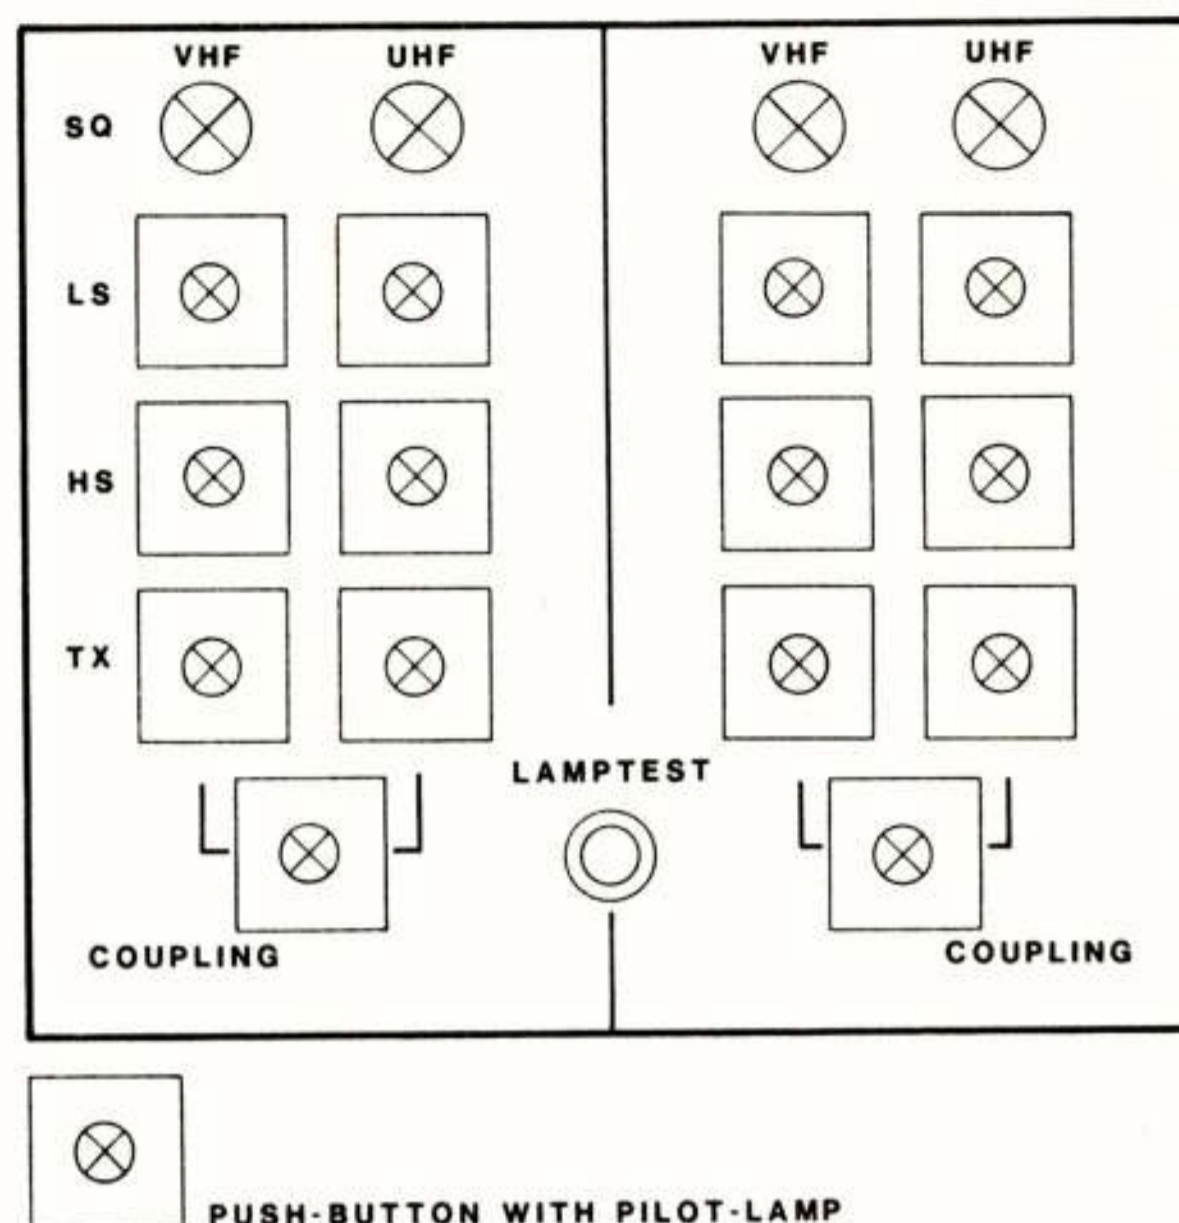 VHF UHF VHF UHF
SQ
LS
HS
TX
LAMPTEST
COUPLING COUPLING
PUSH-BUTTON WITH PILOT-LAMP